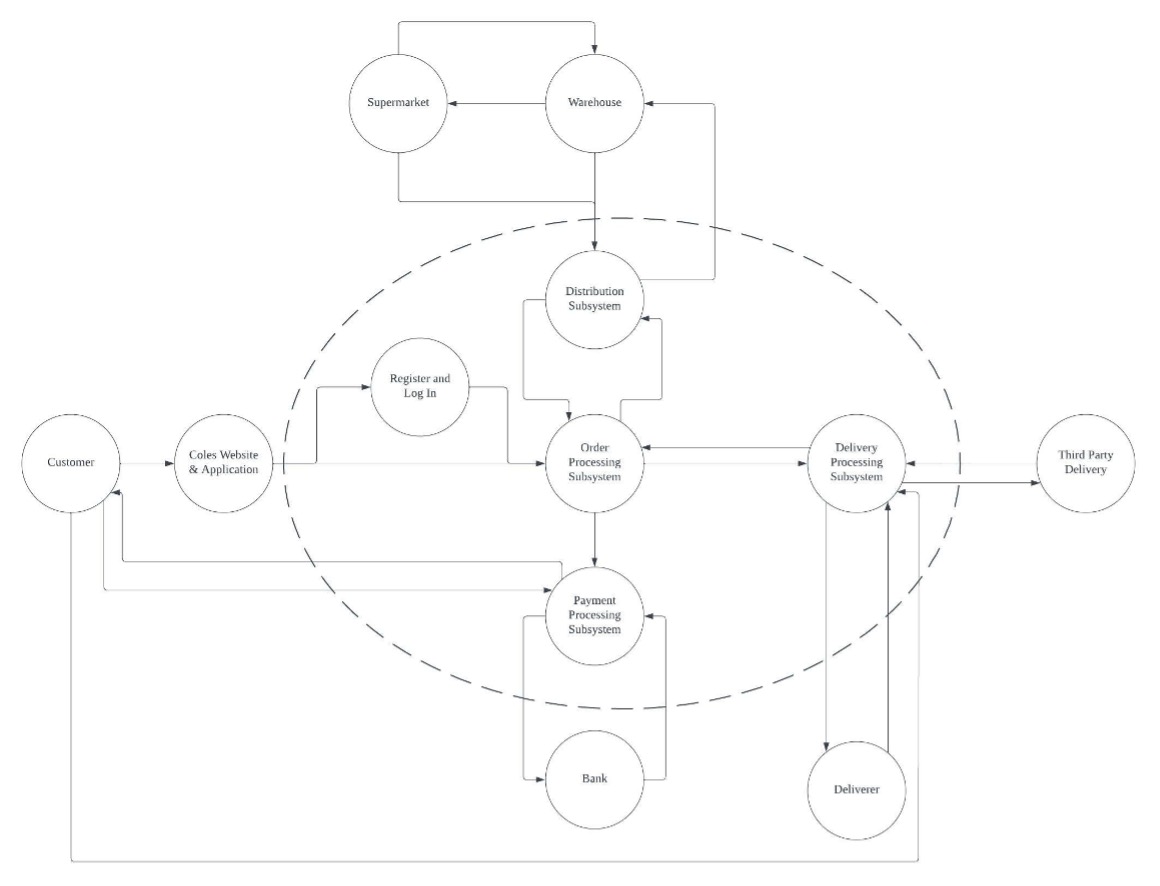 Supermarket
Warehouse
Distribution
Subsystem
Register and
Log In
Customer
Coles Website
& Application
Order
Processing
Subsystem
Delivery
Processing
Subsystem
Third Party
Delivery
Payment
Processing
Subsystem
Bank
Deliverer